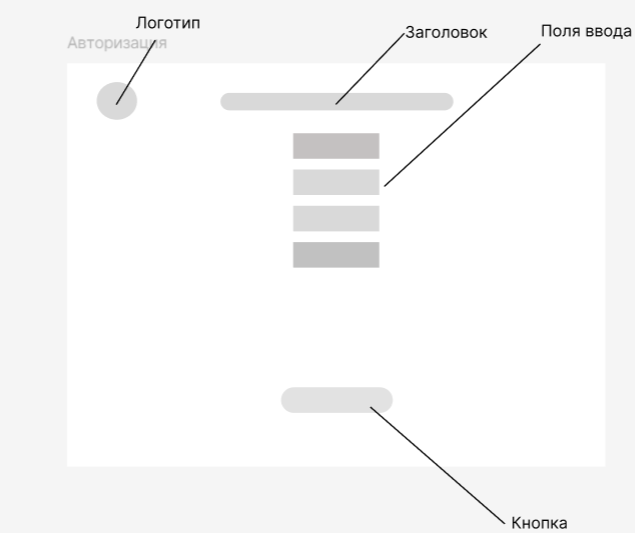 Логотип
Авторизация
Заголовок
Поля ввода
Кнопка